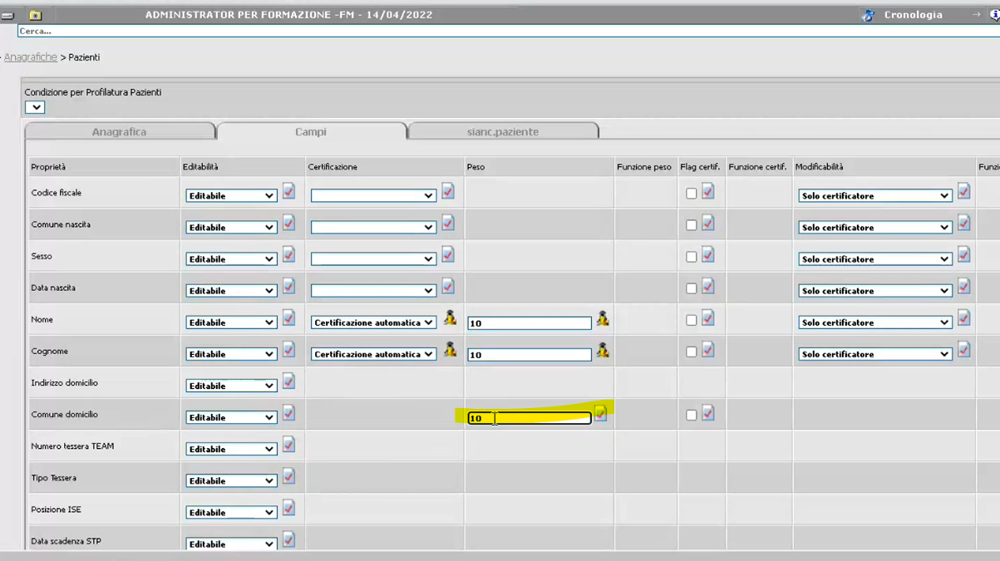 ADMINISTRATOR PER FORMAZIONE -FM - 14/04/2022 Cronologia
Cerca...
Anagrafiche > Pazienti
Condizione per Profilatura Pazienti
Anagrafica Campi sianc.paziente
Proprietà Editabilità Certificazione Peso Funzione peso Flag certif. Funzione certif. Modificabilità Funzi
Codice fiscale Editabile Solo certificatore
Comune nascita Editabile Solo certificatore
Sesso Editabile Solo certificatore
Data nascita Editabile Solo certificatore
Nome Editabile Certificazione automatica 10 Solo certificatore
Cognome Editabile Certificazione automatica 10 Solo certificatore
Indirizzo domicilio Editabile
Comune domicilio Editabile 10
Numero tessera TEAM Editabile
Tipo Tessera Editabile
Posizione ISE Editabile
Data scadenza STP Editabile